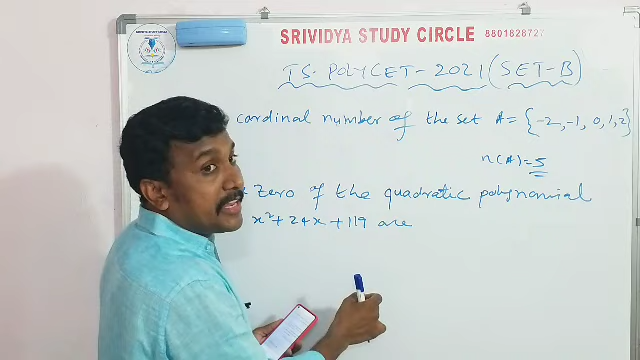 SRIVIDYA STUDY CIRCLE 8801828727
TS-POLYCET-2021 (SET-B)
cardinal number of the set A = {-2, -1, 0, 1, 2}
n(A) = 5
Zero of the quadratic polynomial
x² + 24x + 119 are